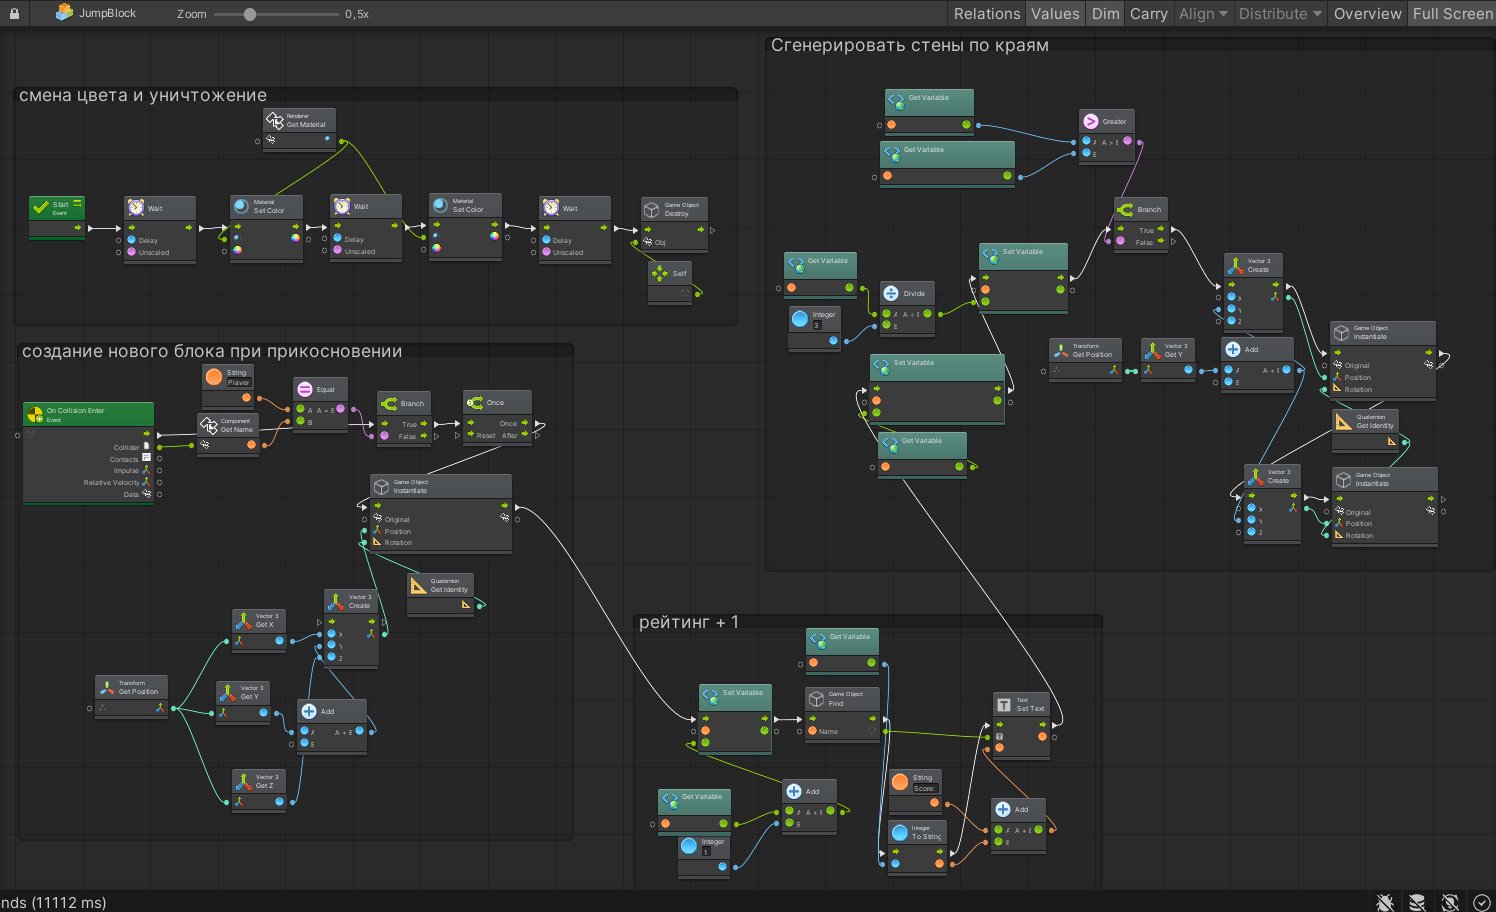 JumpBlock
Zoom
0,5x
Relations
Values
Dim
Carry
Align
Distribute
Overview
Full Screen
смена цвета и уничтожение
Renderer
Get Material
Start
Event
Wait
Delay
Unscaled
Material
Set Color
Wait
Delay
Unscaled
Material
Set Color
Wait
Delay
Unscaled
Game Object
Destroy
Obj
Self
создание нового блока при прикосновении
On Collision Enter
Event
Collider
Contacts
Impulse
Relative Velocity
Data
String
Player
Component
Get Name
Equal
A A = B
B
Branch
True
False
Once
Once
Reset After
Game Object
Instantiate
Original
Position
Rotation
Quaternion
Get Identity
Vector 3
Create
X
Y
Z
Vector 3
Get X
Transform
Get Position
Vector 3
Get Y
Add
Vector 3
Get Z
Сгенерировать стены по краям
Get Variable
Get Variable
Greater
Branch
True
False
Get Variable
Integer
3
Divide
Set Variable
Set Variable
Get Variable
Transform
Get Position
Vector 3
Get Y
Add
Vector 3
Create
X
Y
Z
Game Object
Instantiate
Original
Position
Rotation
Quaternion
Get Identity
Vector 3
Create
X
Y
Z
Game Object
Instantiate
Original
Position
Rotation
рейтинг + 1
Get Variable
Set Variable
Game Object
Find
Name
Text
Set Text
Get Variable
Integer
1
Add
String
Score:
Integer
To String
Add
nds (11112 ms)